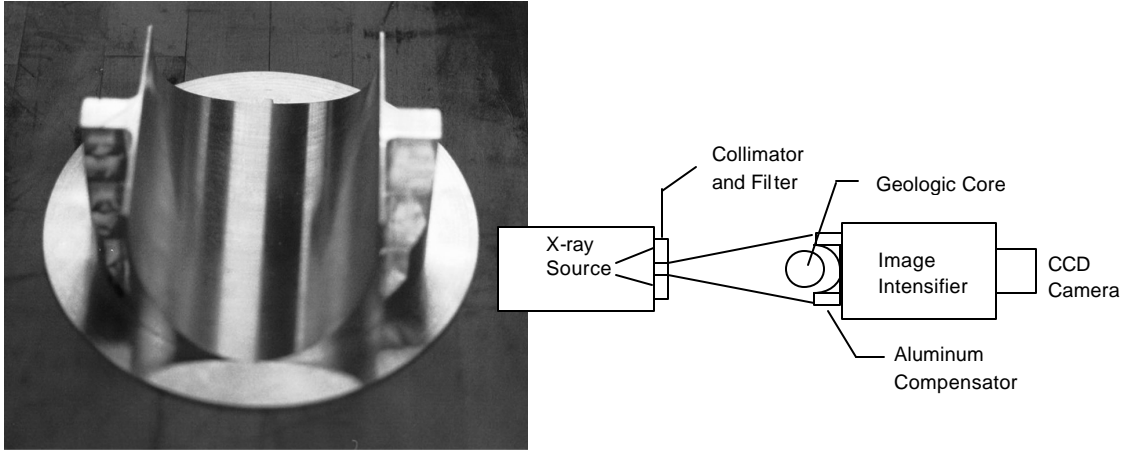 Collimator
and Filter
Geologic Core
X-ray
Source
Image
Intensifier
CCD
Camera
Aluminum
Compensator